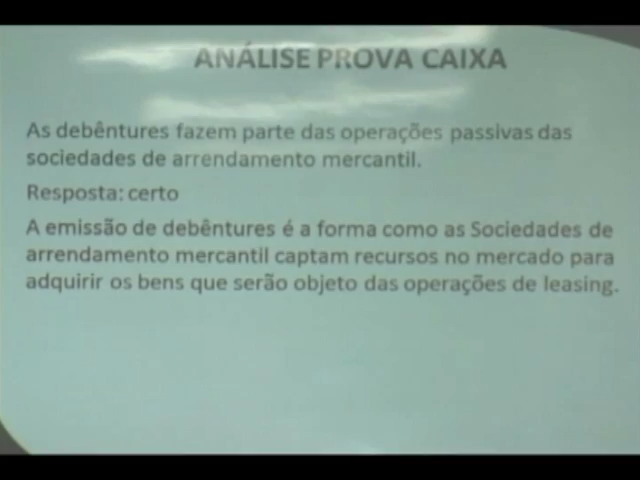 ANÁLISE PROVA CAIXA
As debêntures fazem parte das operações passivas das
sociedades de arrendamento mercantil.
Resposta: certo
A emissão de debêntures é a forma como as Sociedades de
arrendamento mercantil captam recursos no mercado para
adquirir os bens que serão objeto das operações de leasing.